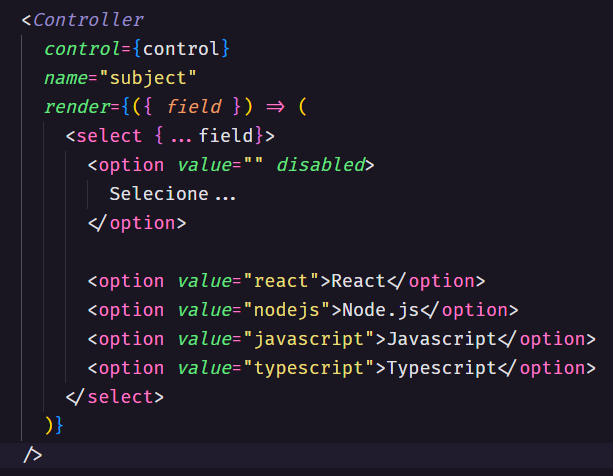 <Controller
control={control}
name="subject"
render={({ field }) => (
<select {...field}>
<option value="" disabled>
Selecione...
</option>
<option value="react">React</option>
<option value="nodejs">Node.js</option>
<option value="javascript">Javascript</option>
<option value="typescript">Typescript</option>
</select>
)}
/>